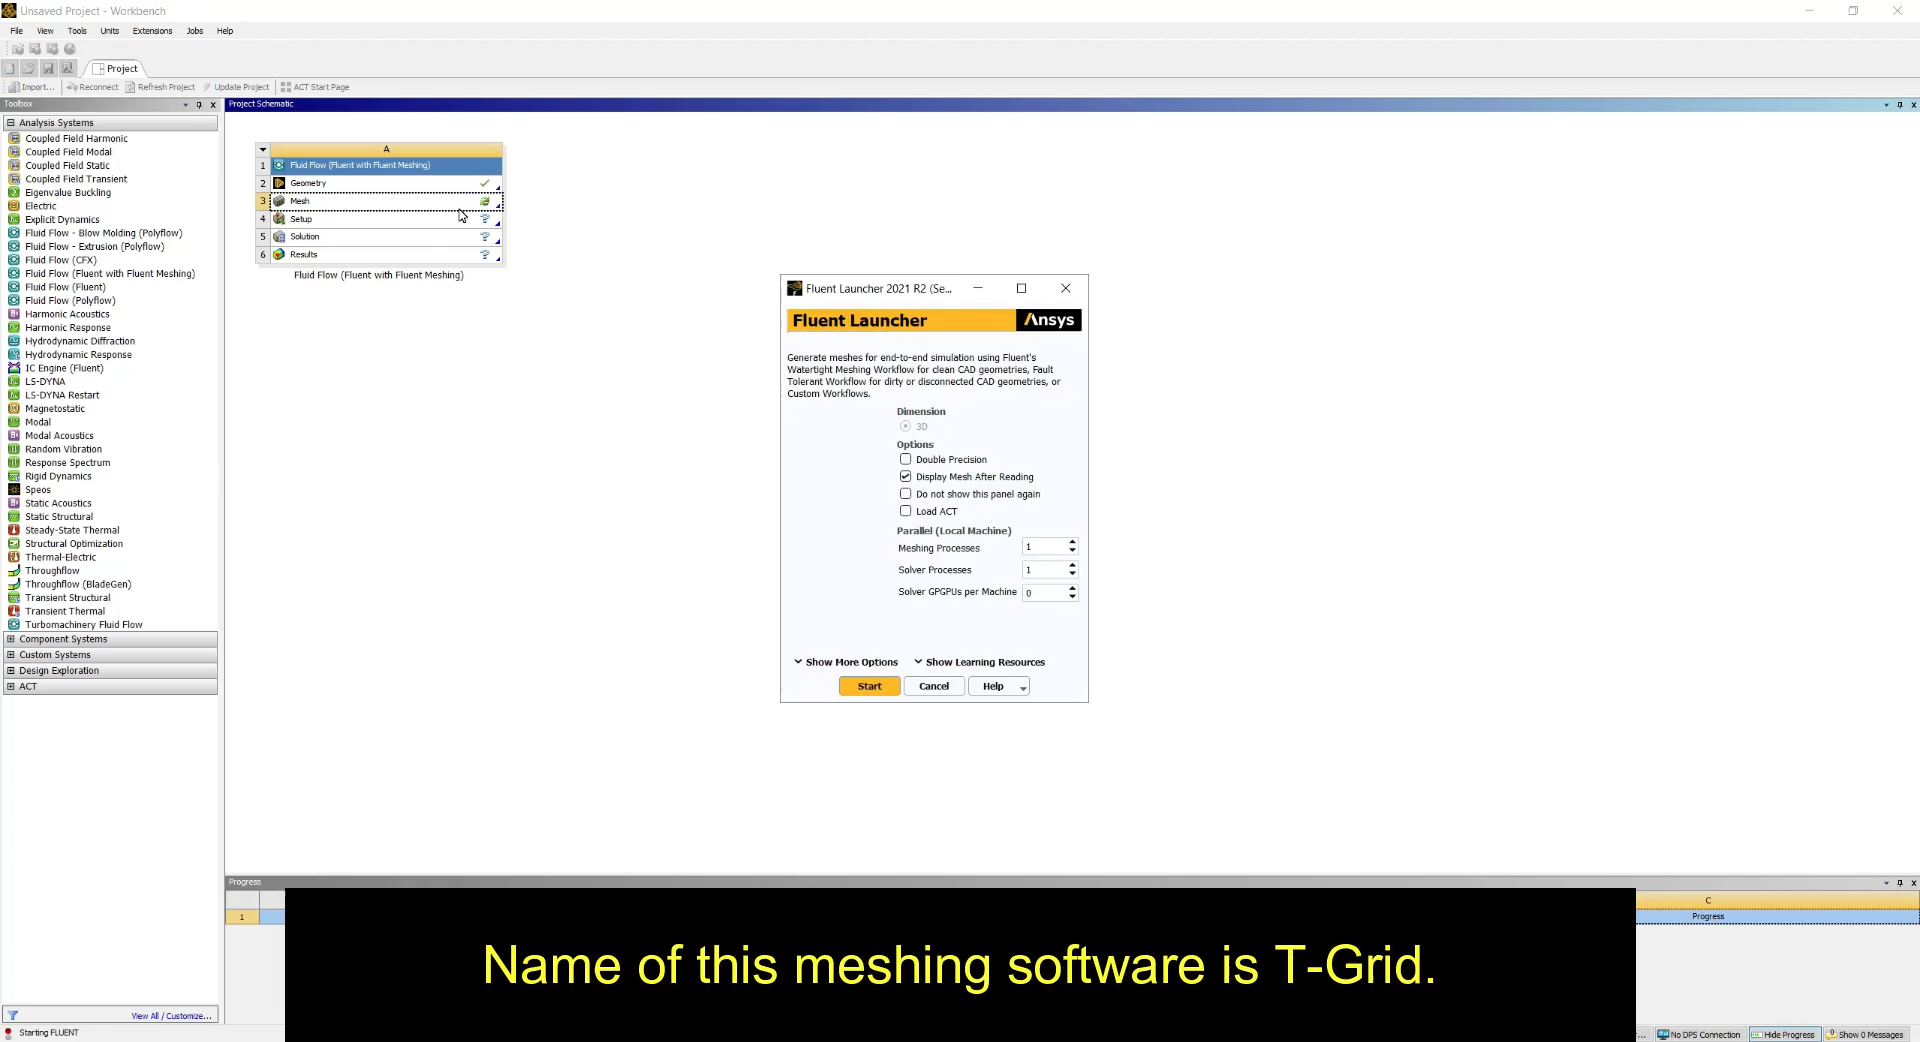 Unsaved Project - Workbench
File View Tools Units Extensions Jobs Help
Project
Import... Reconnect Refresh Project Update Project ACT Start Page
Toolbox
Project Schematic
Analysis Systems
Coupled Field Harmonic
Coupled Field Modal
Coupled Field Static
Coupled Field Transient
Eigenvalue Buckling
Electric
Explicit Dynamics
Fluid Flow - Blow Molding (Polyflow)
Fluid Flow - Extrusion (Polyflow)
Fluid Flow (CFX)
Fluid Flow (Fluent with Fluent Meshing)
Fluid Flow (Fluent)
Fluid Flow (Polyflow)
Harmonic Acoustics
Harmonic Response
Hydrodynamic Diffraction
Hydrodynamic Response
IC Engine (Fluent)
LS-DYNA
LS-DYNA Restart
Magnetostatic
Modal
Modal Acoustics
Random Vibration
Response Spectrum
Rigid Dynamics
Speos
Static Acoustics
Static Structural
Steady-State Thermal
Structural Optimization
Thermal-Electric
Throughflow
Throughflow (BladeGen)
Transient Structural
Transient Thermal
Turbomachinery Fluid Flow
Component Systems
Custom Systems
Design Exploration
ACT
View All / Customize...
A
1 Fluid Flow (Fluent with Fluent Meshing)
2 Geometry
3 Mesh
4 Setup ?
5 Solution ?
6 Results ?
Fluid Flow (Fluent with Fluent Meshing)
Fluent Launcher 2021 R2 (Se...
Fluent Launcher Ansys
Generate meshes for end-to-end simulation using Fluent's
Watertight Meshing Workflow for clean CAD geometries, Fault
Tolerant Workflow for dirty or disconnected CAD geometries, or
Custom Workflows.
Dimension
3D
Options
Double Precision
Display Mesh After Reading
Do not show this panel again
Load ACT
Parallel (Local Machine)
Meshing Processes 1
Solver Processes 1
Solver GPGPUs per Machine 0
Show More Options Show Learning Resources
Start Cancel Help
Progress
C
1 Progress
Name of this meshing software is T-Grid.
Starting FLUENT
... No DPS Connection Hide Progress Show 0 Messages